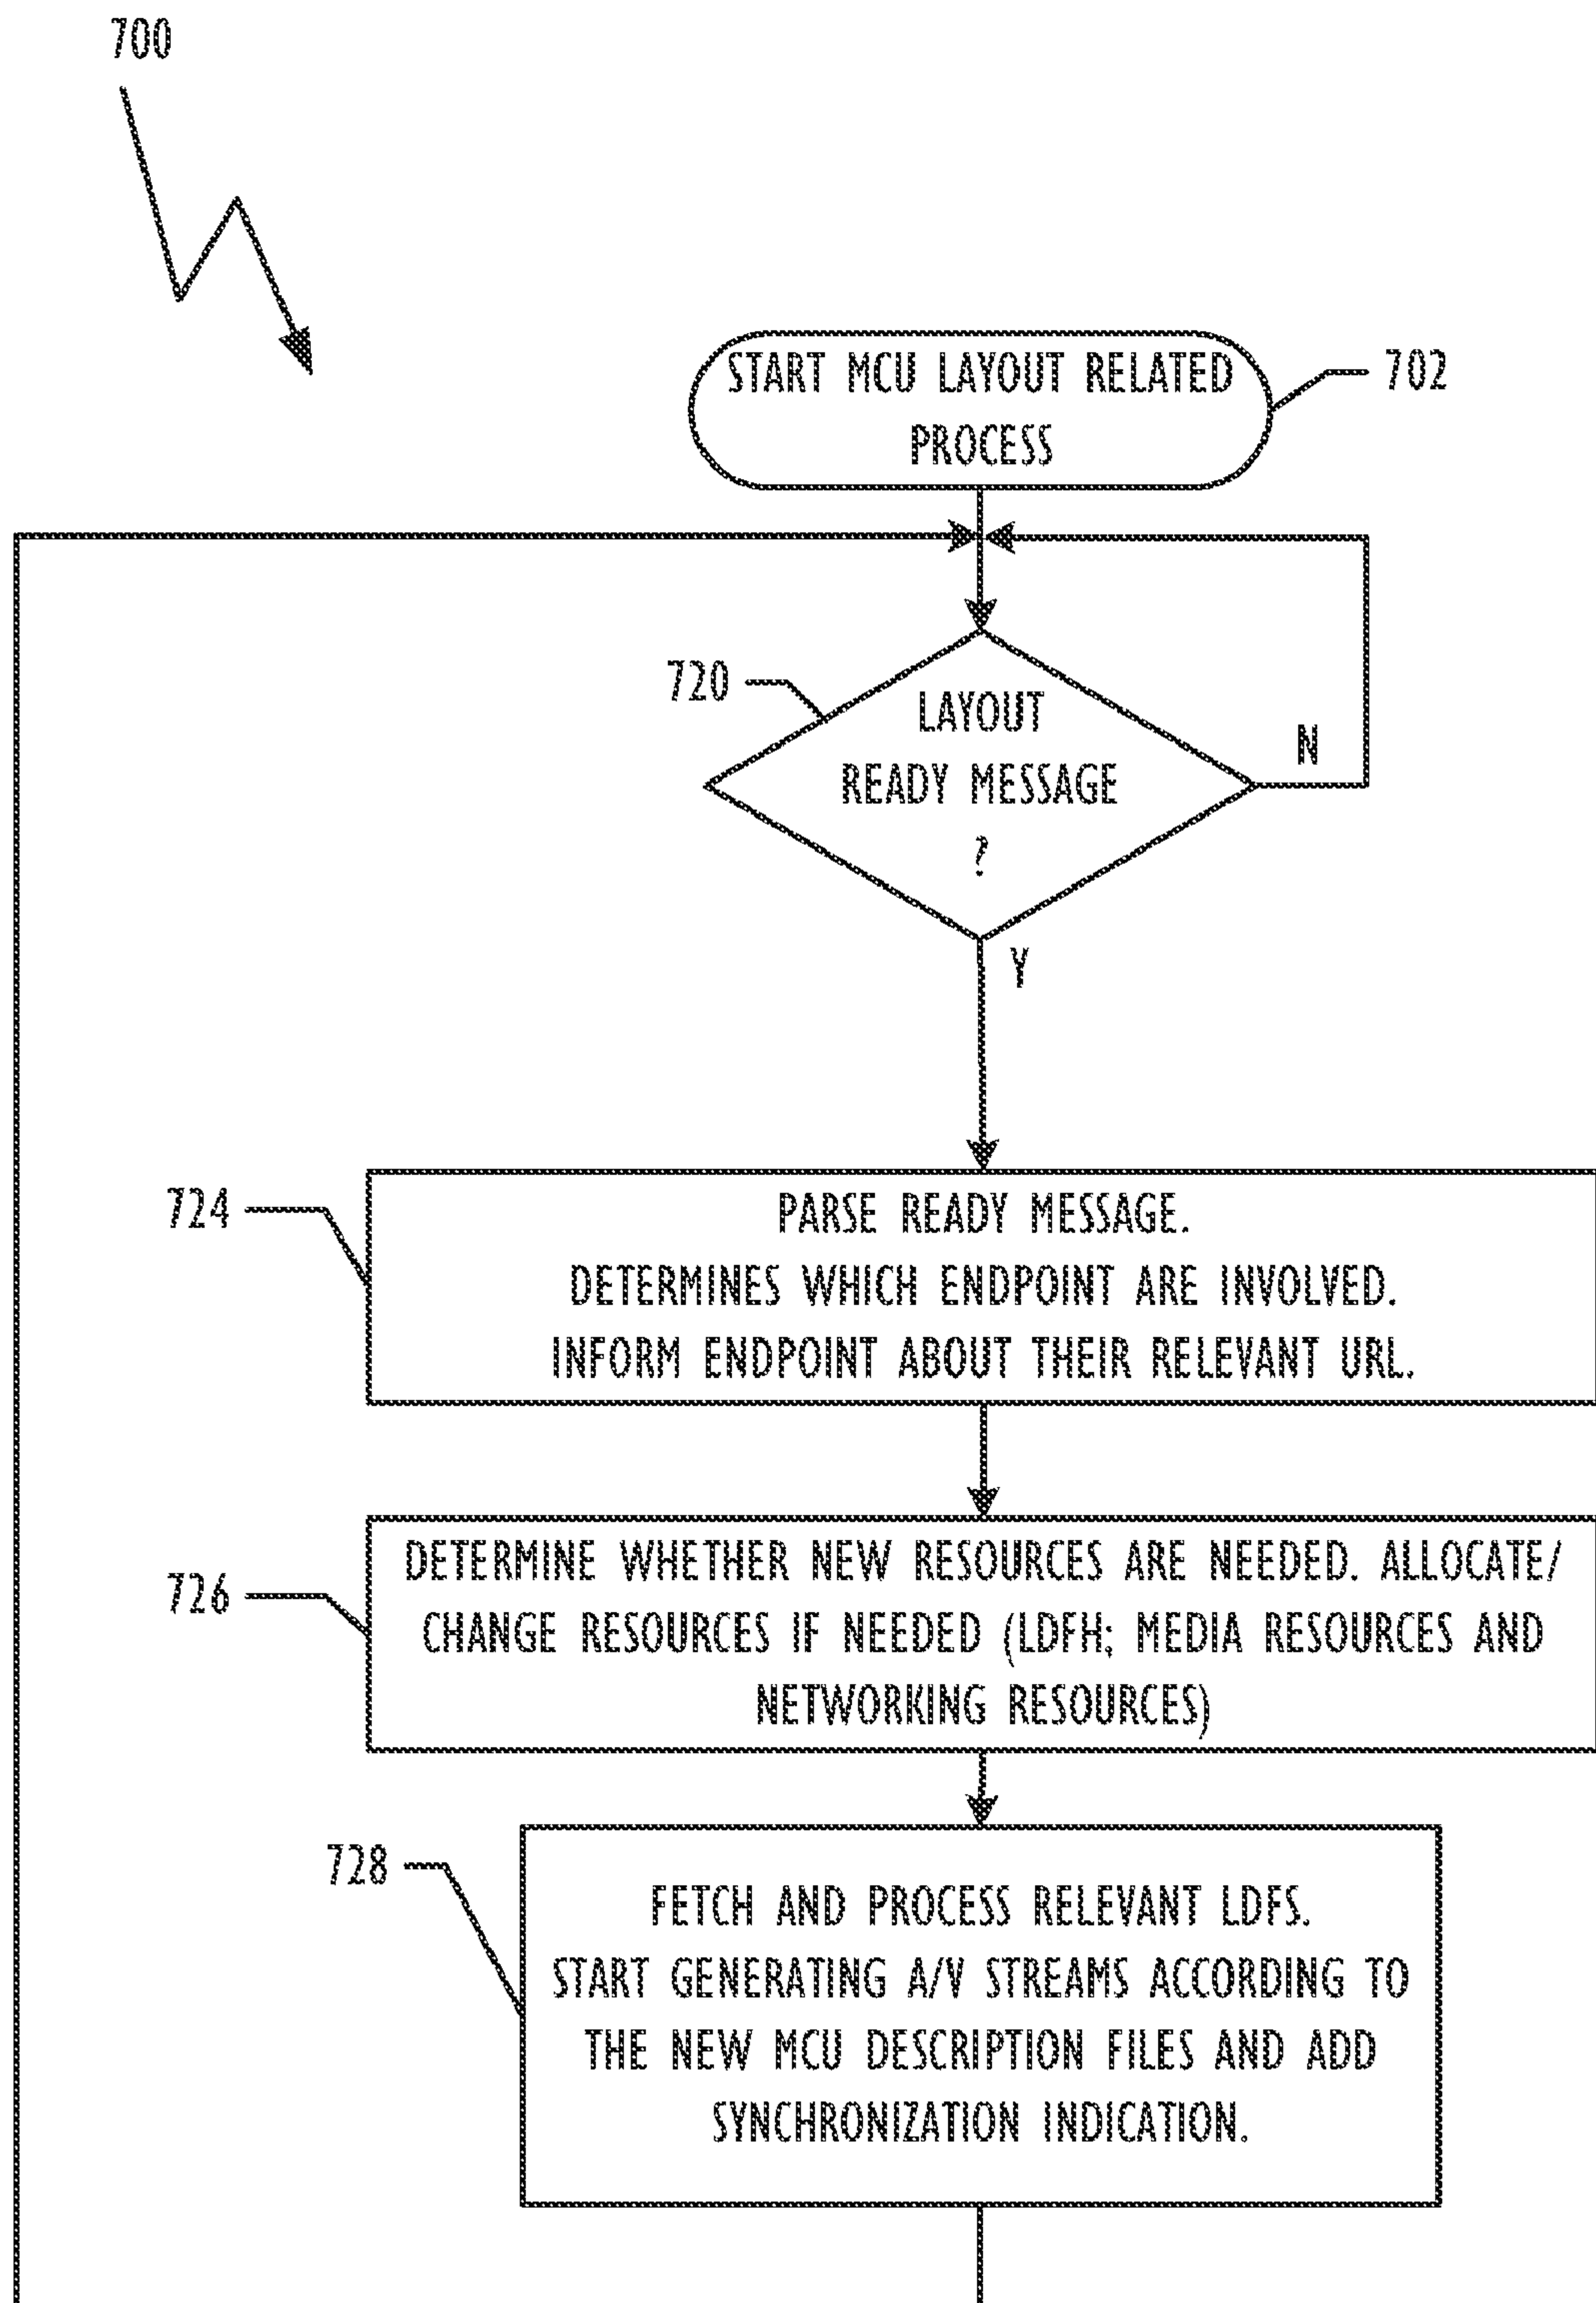 700
START MCU LAYOUT RELATED
PROCESS
702
720
LAYOUT
READY MESSAGE
?
N
Y
724
PARSE READY MESSAGE.
DETERMINES WHICH ENDPOINT ARE INVOLVED.
INFORM ENDPOINT ABOUT THEIR RELEVANT URL.
726
DETERMINE WHETHER NEW RESOURCES ARE NEEDED. ALLOCATE/
CHANGE RESOURCES IF NEEDED (LDFH; MEDIA RESOURCES AND
NETWORKING RESOURCES)
728
FETCH AND PROCESS RELEVANT LDFS.
START GENERATING A/V STREAMS ACCORDING TO
THE NEW MCU DESCRIPTION FILES AND ADD
SYNCHRONIZATION INDICATION.